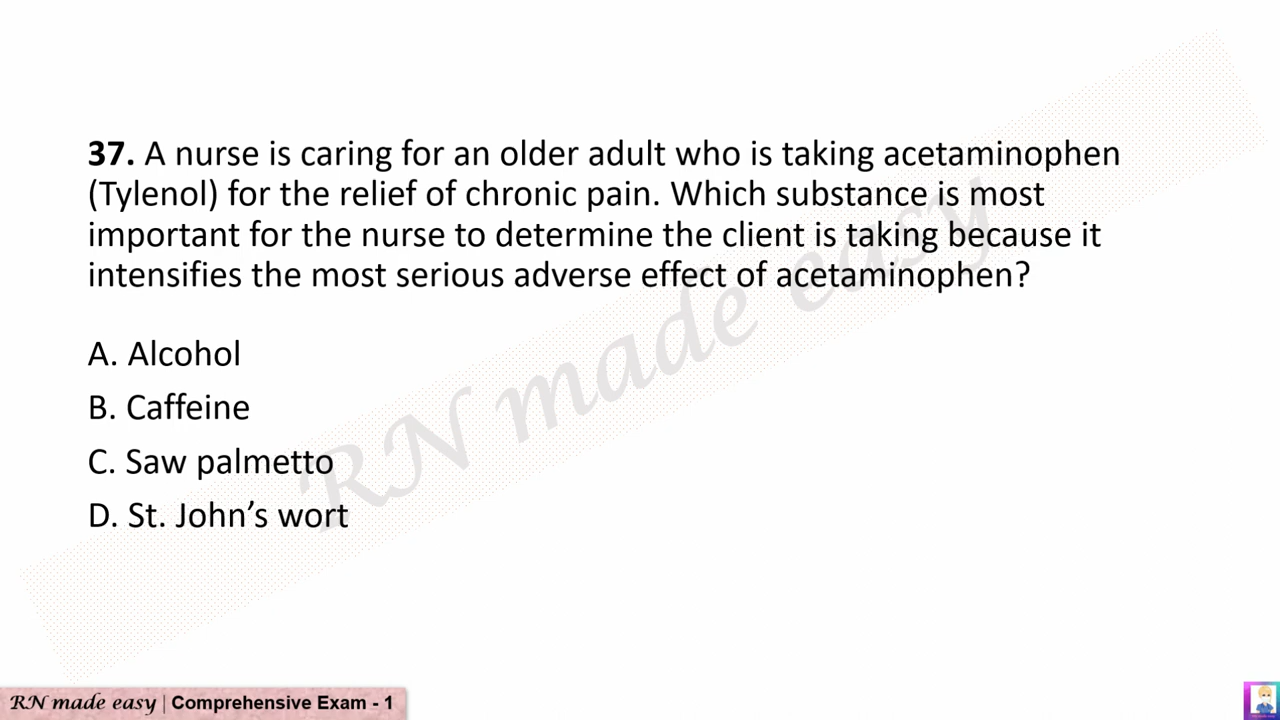 37. A nurse is caring for an older adult who is taking acetaminophen
(Tylenol) for the relief of chronic pain. Which substance is most
important for the nurse to determine the client is taking because it
intensifies the most serious adverse effect of acetaminophen?
A. Alcohol
B. Caffeine
C. Saw palmetto
D. St. John’s wort
RN made easy
RN made easy | Comprehensive Exam - 1